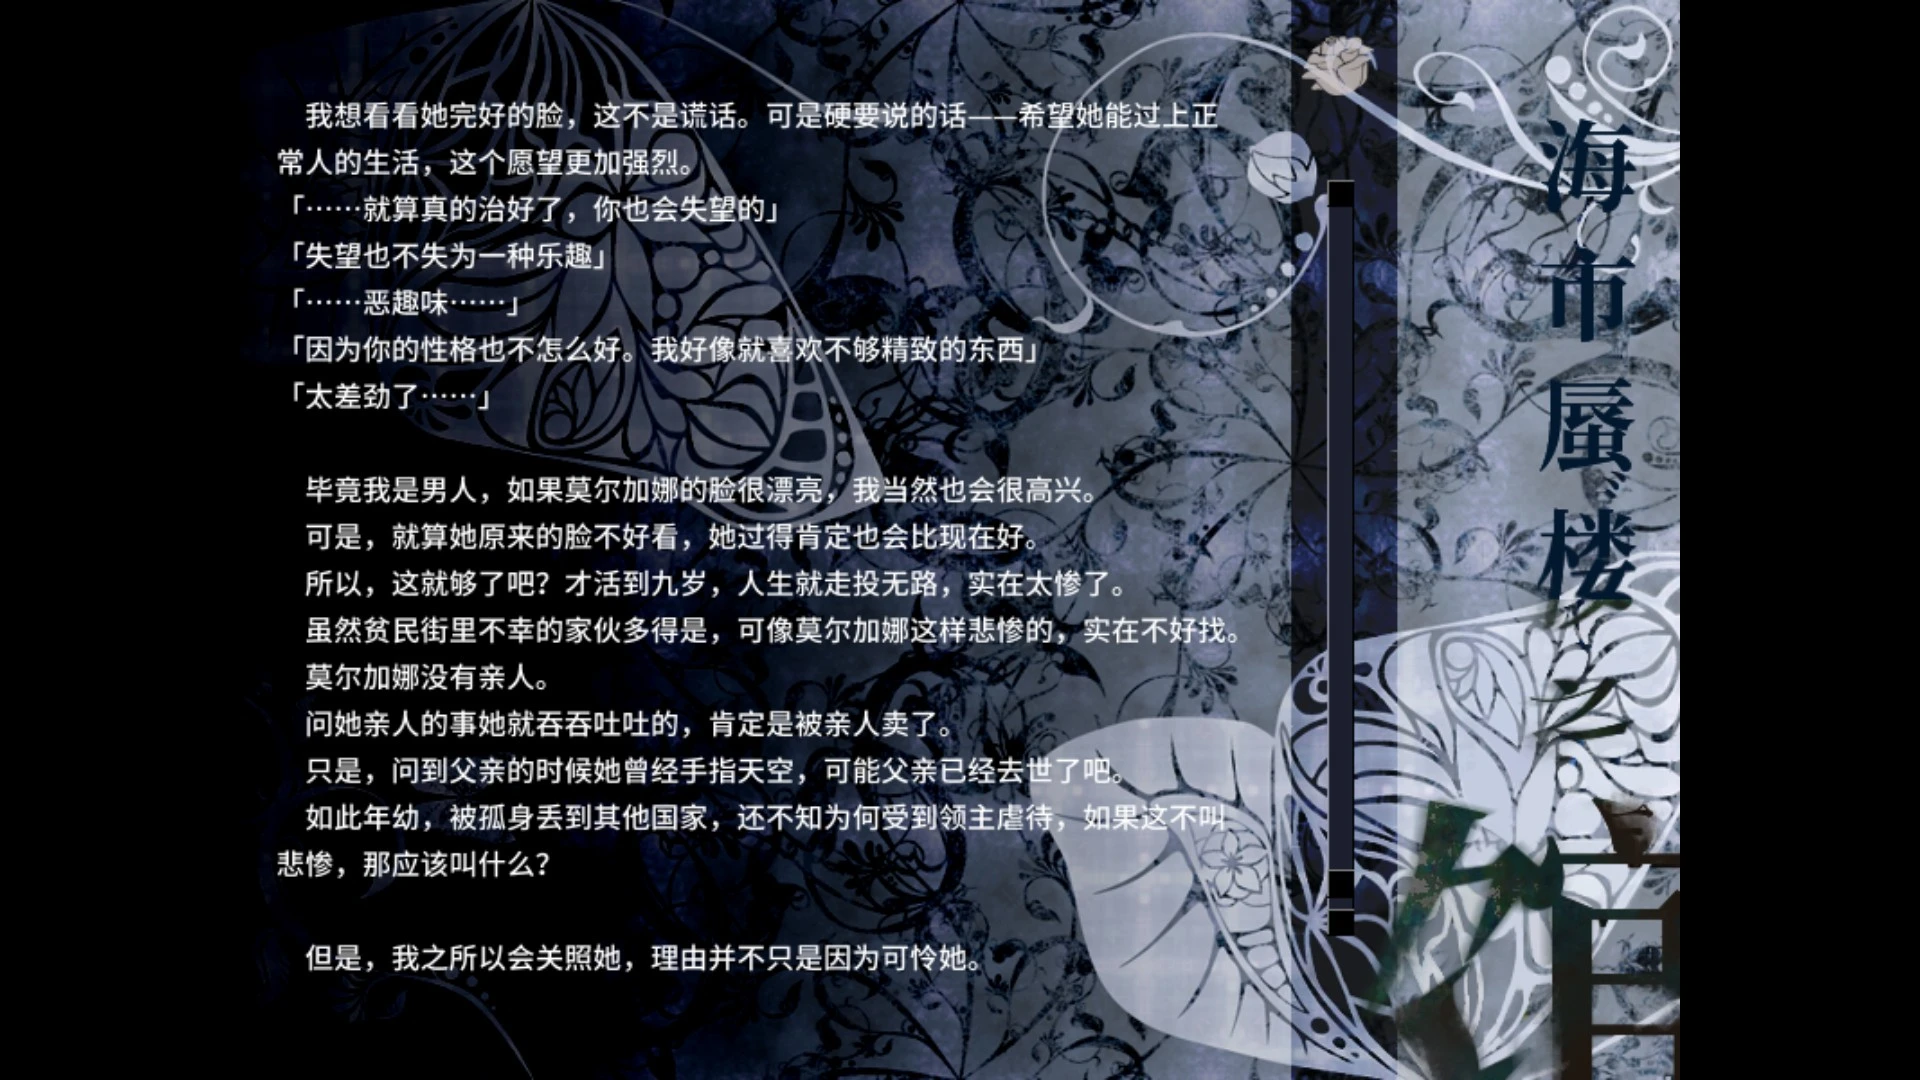 我想看看她完好的脸，这不是谎话。可是硬要说的话——希望她能过上正
常人的生活，这个愿望更加强烈。
「……就算真的治好了，你也会失望的」
「失望也不失为一种乐趣」
「……恶趣味……」
「因为你的性格也不怎么好。我好像就喜欢不够精致的东西」
「太差劲了……」
毕竟我是男人，如果莫尔加娜的脸很漂亮，我当然也会很高兴。
可是，就算她原来的脸不好看，她过得肯定也会比现在好。
所以，这就够了吧？才活到九岁，人生就走投无路，实在太惨了。
虽然贫民街里不幸的家伙多得是，可像莫尔加娜这样悲惨的，实在不好找。
莫尔加娜没有亲人。
问她亲人的事她就吞吞吐吐的，肯定是被亲人卖了。
只是，问到父亲的时候她曾经手指天空，可能父亲已经去世了吧。
如此年幼，被孤身丢到其他国家，还不知为何受到领主虐待，如果这不叫
悲惨，那应该叫什么？
但是，我之所以会关照她，理由并不只是因为可怜她。
海市蜃楼之馆